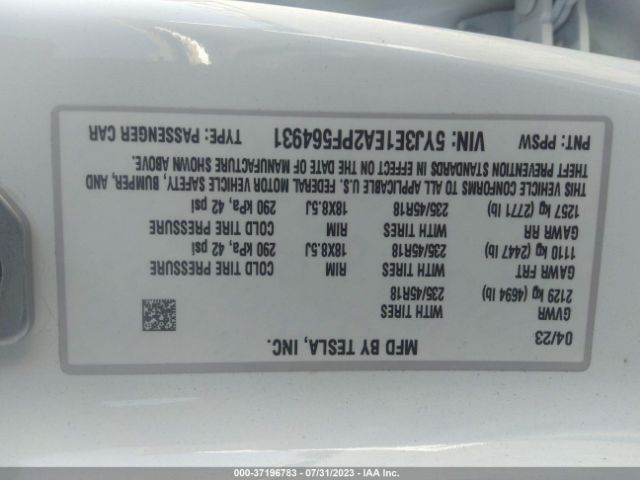 MFD BY TESLA, INC.
04/23
GVWR
2129 kg (4694 lb)
WITH TIRES
235/45R18
GAWR FRT
1110 kg (2447 lb)
WITH TIRES
235/45R18
RIM
18X8.5J
COLD TIRE PRESSURE
290 kPa, 42 psi
GAWR RR
1257 kg (2771 lb)
WITH TIRES
235/45R18
RIM
18X8.5J
COLD TIRE PRESSURE
290 kPa, 42 psi
THIS VEHICLE CONFORMS TO ALL APPLICABLE U.S. FEDERAL MOTOR VEHICLE SAFETY, BUMPER, AND
THEFT PREVENTION STANDARDS IN EFFECT ON THE DATE OF MANUFACTURE SHOWN ABOVE.
PNT: PPSW VIN: 5YJ3E1EA2PF564931 TYPE: PASSENGER CAR
000-37196783 - 07/31/2023 - IAA Inc.